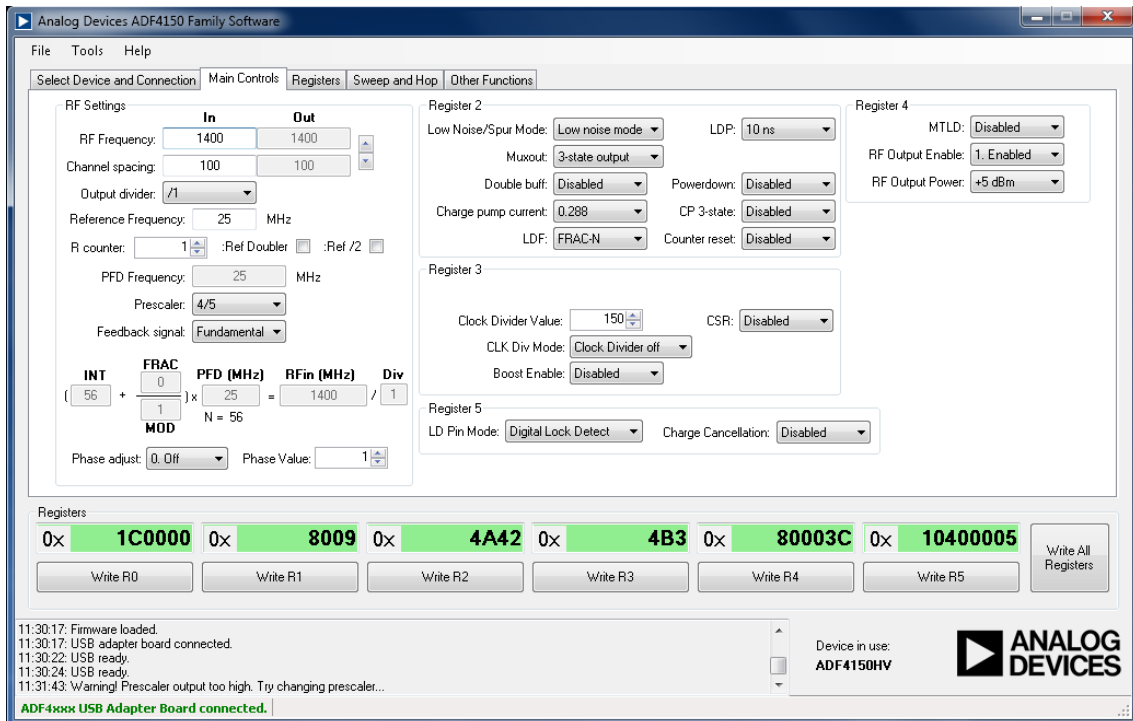 Analog Devices ADF4150 Family Software
File Tools Help
Select Device and Connection Main Controls Registers Sweep and Hop Other Functions
RF Settings
In Out
RF Frequency: 1400 1400
Channel spacing: 100 100
Output divider: /1
Reference Frequency: 25 MHz
R counter: 1 :Ref Doubler :Ref /2
PFD Frequency: 25 MHz
Prescaler: 4/5
Feedback signal: Fundamental
INT FRAC PFD (MHz) RFin (MHz) Div
( 56 + 0 / 1 ) x 25 = 1400 / 1
MOD N = 56
Phase adjust: 0. Off Phase Value: 1
Register 2
Low Noise/Spur Mode: Low noise mode LDP: 10 ns
Muxout: 3-state output
Double buff: Disabled Powerdown: Disabled
Charge pump current: 0.288 CP 3-state: Disabled
LDF: FRAC-N Counter reset: Disabled
Register 3
Clock Divider Value: 150 CSR: Disabled
CLK Div Mode: Clock Divider off
Boost Enable: Disabled
Register 5
LD Pin Mode: Digital Lock Detect Charge Cancellation: Disabled
Register 4
MTLD: Disabled
RF Output Enable: 1. Enabled
RF Output Power: +5 dBm
Registers
0x 1C0000 0x 8009 0x 4A42 0x 4B3 0x 80003C 0x 10400005
Write R0 Write R1 Write R2 Write R3 Write R4 Write R5
Write All
Registers
11:30:17: Firmware loaded.
11:30:17: USB adapter board connected.
11:30:22: USB ready.
11:30:24: USB ready.
11:31:43: Warning! Prescaler output too high. Try changing prescaler...
Device in use:
ADF4150HV
ANALOG
DEVICES
ADF4xxx USB Adapter Board connected.